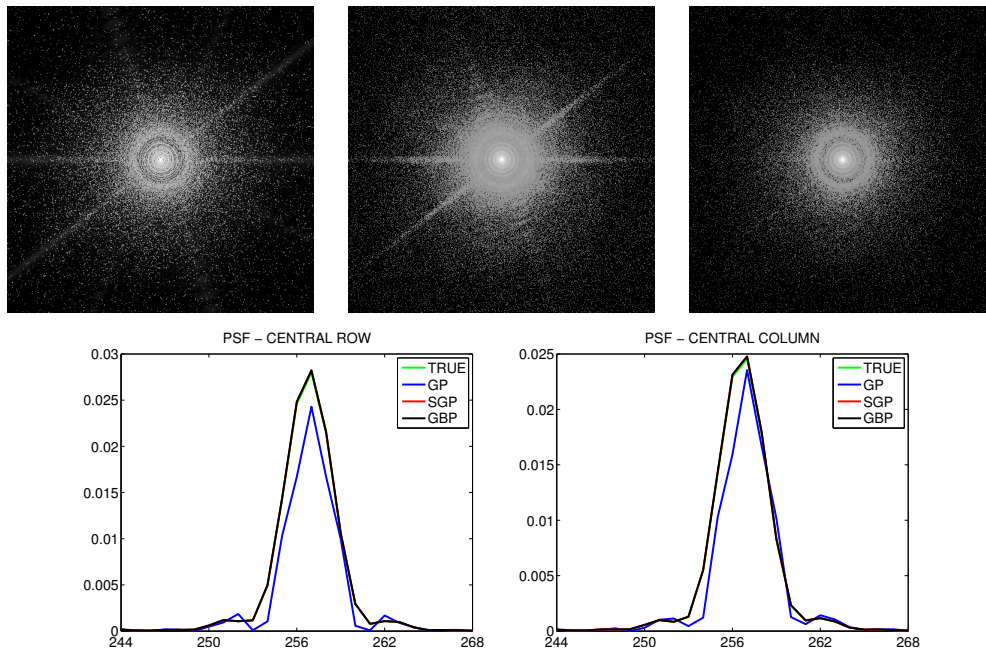 PSF − CENTRAL ROW
0.03
0.025
0.02
0.015
0.01
0.005
0
244 250 256 262 268
TRUE
GP
SGP
GBP
PSF − CENTRAL COLUMN
0.025
0.02
0.015
0.01
0.005
0
244 250 256 262 268
TRUE
GP
SGP
GBP